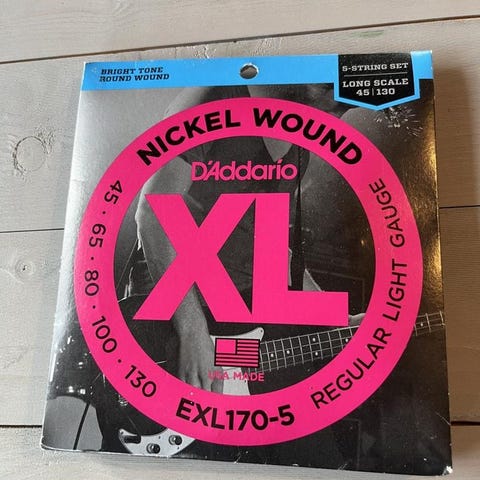 BRIGHT TONE
ROUND WOUND
5-STRING SET
LONG SCALE
45 | 130
NICKEL WOUND
D'Addario
XL
45 • 65 • 80 • 100 • 130
REGULAR LIGHT GAUGE
USA MADE
EXL170-5